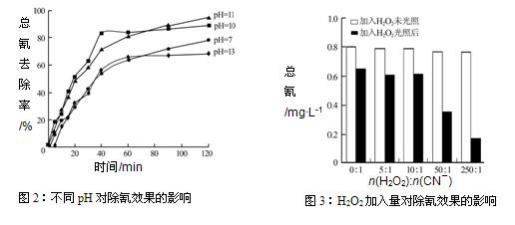 总氰去除率/%
100
80
60
40
20
0
0 20 40 60 80 100 120
时间/min
pH=11
pH=10
pH=7
pH=13
图 2：不同 pH 对除氰效果的影响
总氰/mg·L⁻¹
1.0
0.8
0.6
0.4
0.2
0
加入H₂O₂未光照
加入H₂O₂光照后
0:1 5:1 10:1 50:1 250:1
n(H₂O₂):n(CN⁻)
图 3：H₂O₂加入量对除氰效果的影响